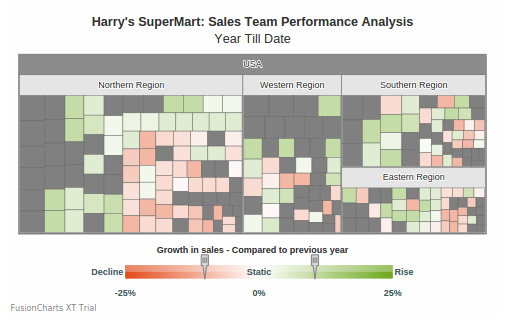 Harry's SuperMart: Sales Team Performance Analysis
Year Till Date
USA
Northern Region
Western Region
Southern Region
Eastern Region
Growth in sales - Compared to previous year
Decline
Static
Rise
-25%
0%
25%
FusionCharts XT Trial